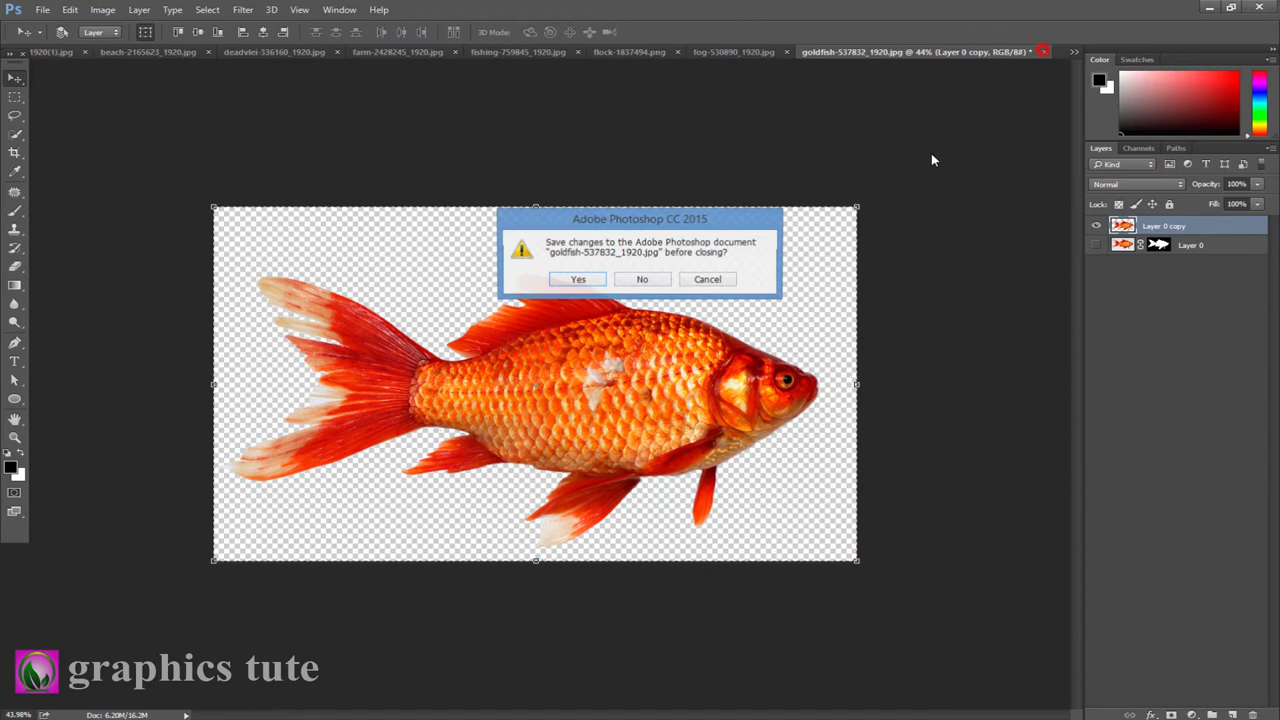 Ps File Edit Image Layer Type Select Filter 3D View Window Help
Layer 3D Mode:
1920(1).jpg beach-2165623_1920.jpg deadvlei-336160_1920.jpg farm-2428245_1920.jpg fishing-759845_1920.jpg flock-1837494.png fog-530890_1920.jpg goldfish-537832_1920.jpg @ 44% (Layer 0 copy, RGB/8#) *
Color Swatches
Layers Channels Paths
Kind
Normal Opacity: 100%
Lock: Fill: 100%
Layer 0 copy
Layer 0
Adobe Photoshop CC 2015
Save changes to the Adobe Photoshop document
"goldfish-537832_1920.jpg" before closing?
Yes No Cancel
graphics tute
43.98% Doc: 6.20M/16.2M
fx